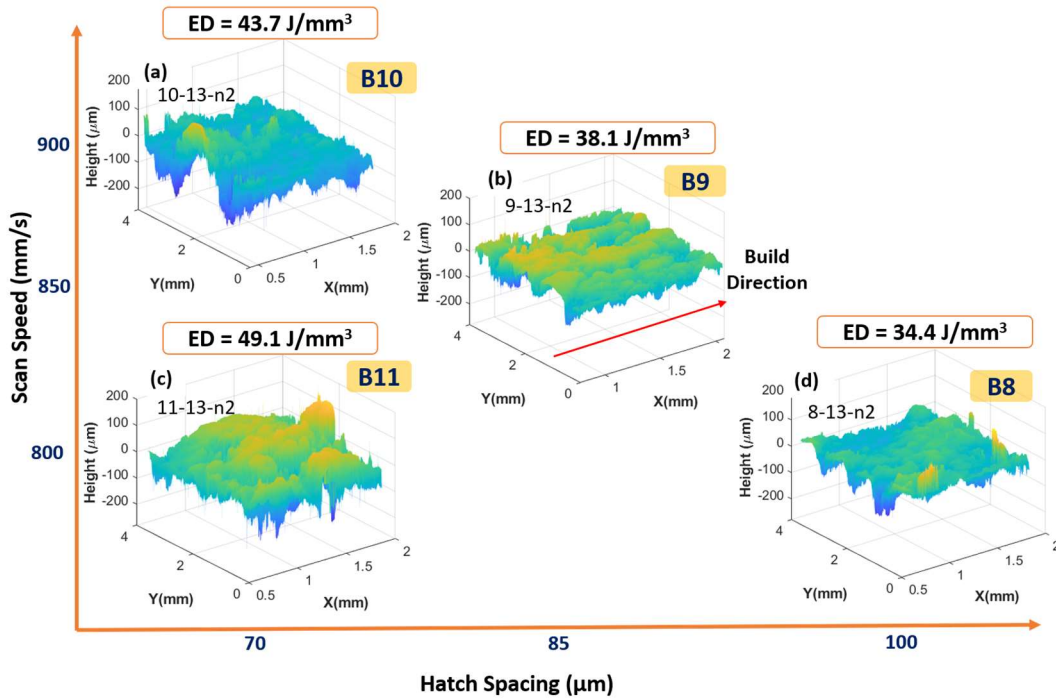 ED = 43.7 J/mm³
(a)
B10
10-13-n2
200
100
0
-100
-200
Height (μm)
4
2
0
Y(mm)
0.5
1
1.5
2
X(mm)
ED = 38.1 J/mm³
(b)
B9
9-13-n2
200
100
0
-100
-200
Height (μm)
4
2
0
Y(mm)
1
1.5
2
X(mm)
Build
Direction
ED = 49.1 J/mm³
(c)
B11
11-13-n2
200
100
0
-100
-200
Height (μm)
4
2
0
Y(mm)
0.5
1
1.5
2
X(mm)
ED = 34.4 J/mm³
(d)
B8
8-13-n2
200
100
0
-100
-200
Height (μm)
4
2
0
Y(mm)
0.5
1
1.5
2
X(mm)
Scan Speed (mm/s)
900
850
800
70
85
100
Hatch Spacing (μm)